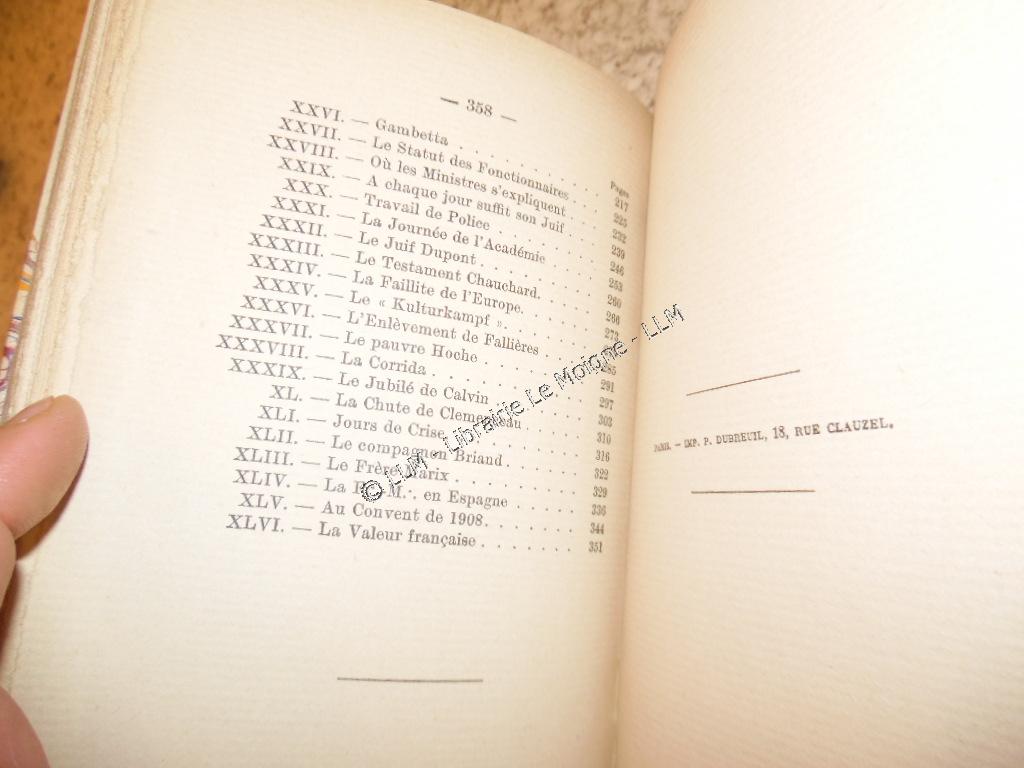 — 358 —
Pages
XXVI. — Gambetta . . . . . . . . . 217
XXVII. — Le Statut des Fonctionnaires . . . 225
XXVIII. — Où les Ministres s'expliquent . . . 232
XXIX. — A chaque jour suffit son Juif . . . 239
XXX. — Travail de Police . . . . . . . 246
XXXI. — La Journée de l'Académie . . . . 253
XXXII. — Le Juif Dupont . . . . . . . 260
XXXIII. — Le Testament Chauchard. . . . . 266
XXXIV. — La Faillite de l'Europe. . . . . 273
XXXV. — Le « Kulturkampf ». . . . . .
XXXVI. — L'Enlèvement de Fallières . . . . 285
XXXVII. — Le pauvre Hoche . . . . . . . 291
XXXVIII. — La Corrida . . . . . . . . 297
XXXIX. — Le Jubilé de Calvin . . . . . . 303
XL. — La Chute de Clemenceau . . . . 310
XLI. — Jours de Crise . . . . . . . 316
XLII. — Le compagnon Briand . . . . . 322
XLIII. — Le Frère Marix . . . . . . . 329
XLIV. — La M∴ en Espagne . . . . . 336
XLV. — Au Convent de 1908. . . . . . 344
XLVI. — La Valeur française . . . . . . 351
PARIS. — IMP. P. DUBREUIL, 18, RUE CLAUZEL.
© LLM - Librairie Le Moigne - LLM